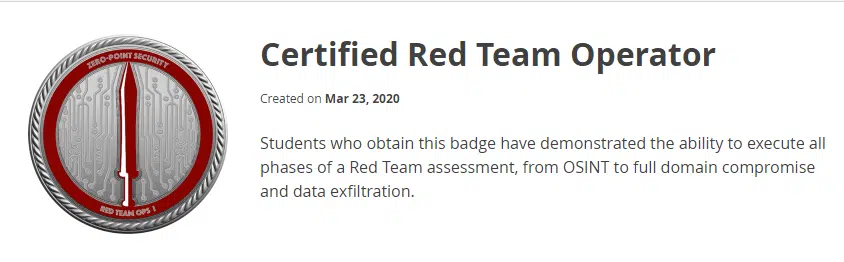 ZERO-POINT SECURITY
RED TEAM OPS 1
Certified Red Team Operator
Created on Mar 23, 2020
Students who obtain this badge have demonstrated the ability to execute all
phases of a Red Team assessment, from OSINT to full domain compromise
and data exfiltration.